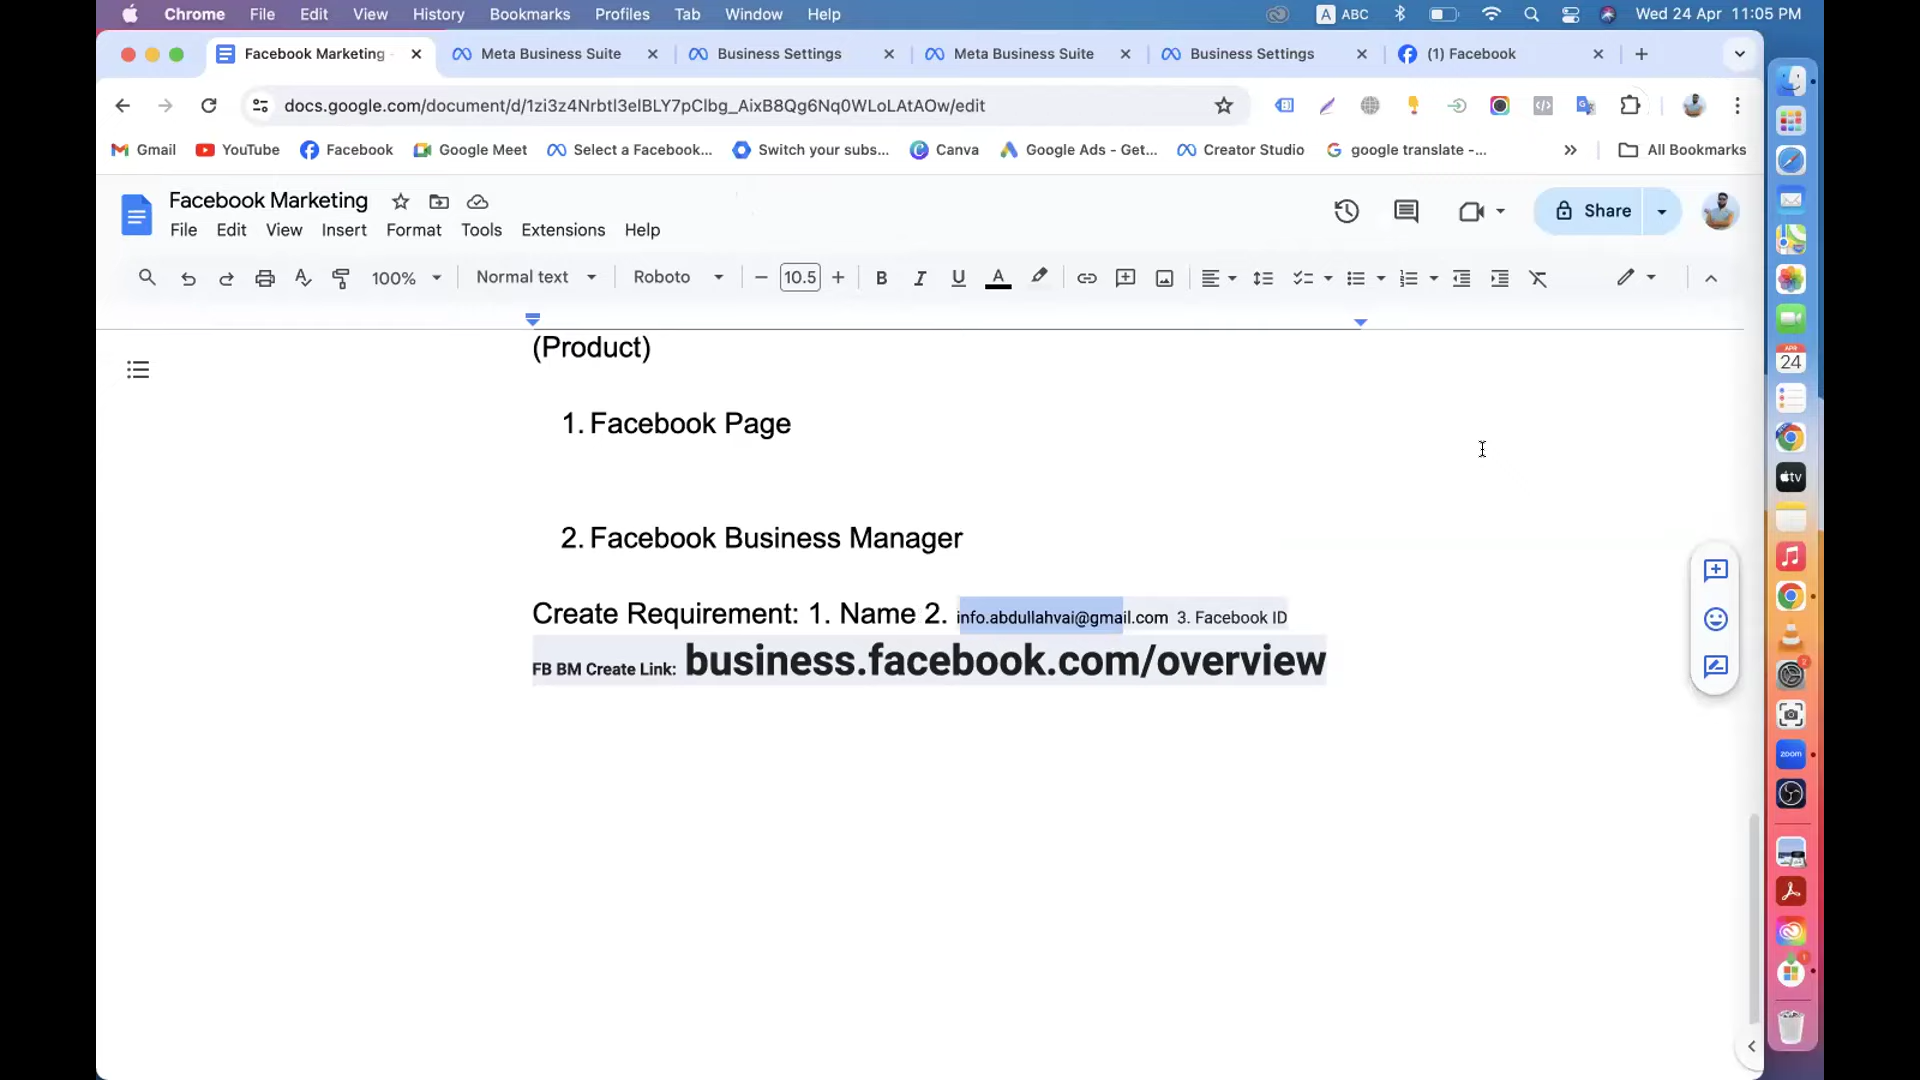 Chrome File Edit View History Bookmarks Profiles Tab Window Help A ABC Wed 24 Apr 11:05 PM
Facebook Marketing Meta Business Suite Business Settings Meta Business Suite Business Settings (1) Facebook
docs.google.com/document/d/1zi3z4Nrbtl3elBLY7pClbg_AixB8Qg6Nq0WLoLAtAOw/edit
Gmail YouTube Facebook Google Meet Select a Facebook... Switch your subs... Canva Google Ads - Get... Creator Studio google translate -... All Bookmarks
Facebook Marketing
Share
File Edit View Insert Format Tools Extensions Help
100% Normal text Roboto 10.5 B I U A
(Product)
1. Facebook Page
2. Facebook Business Manager
Create Requirement: 1. Name 2. info.abdullahvai@gmail.com 3. Facebook ID
FB BM Create Link: business.facebook.com/overview
APR
24
tv
zoom